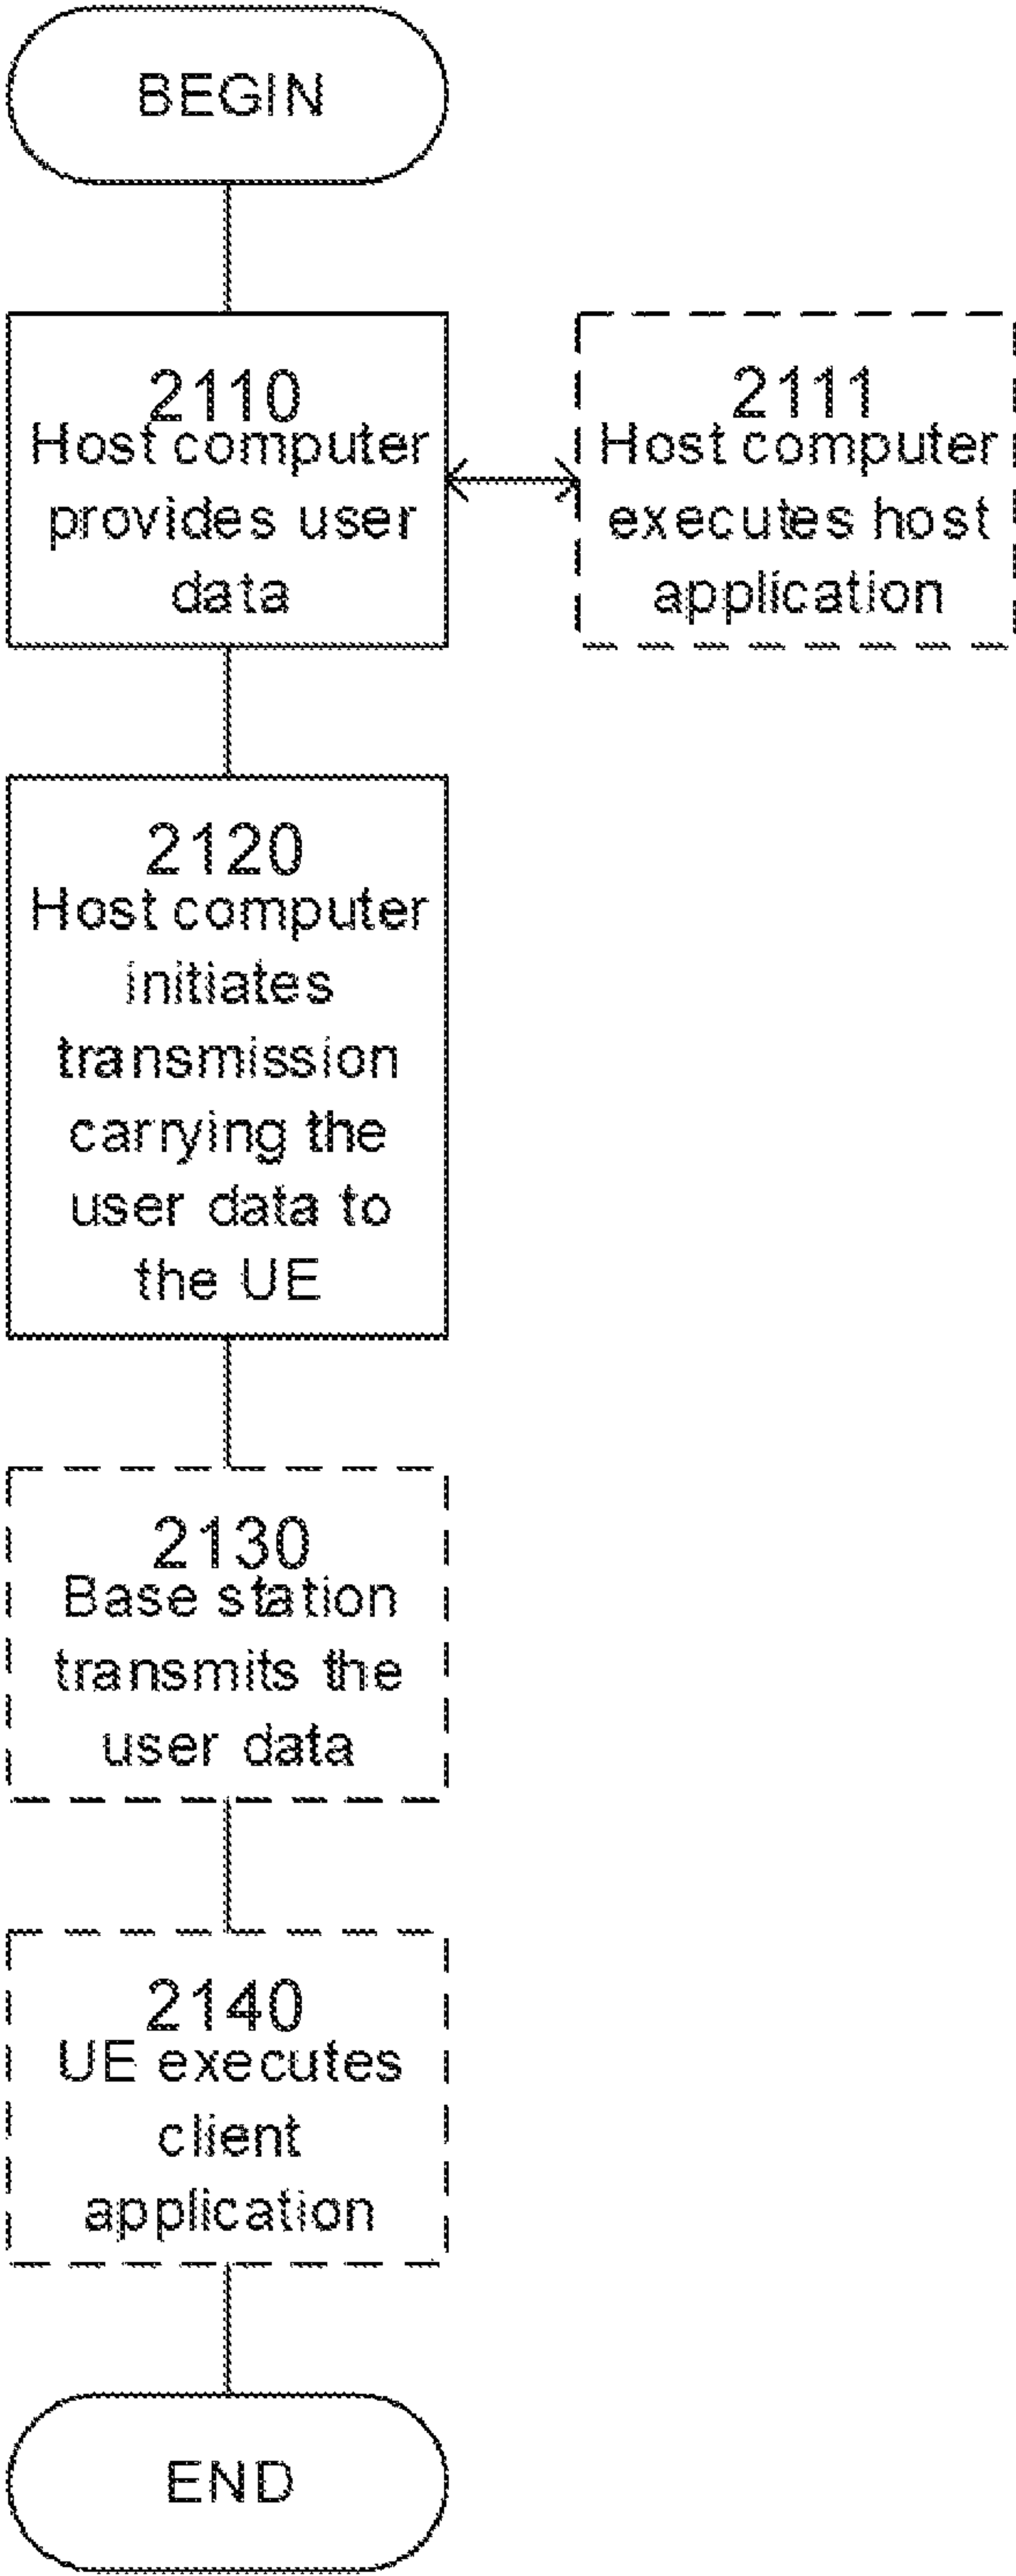 BEGIN
2110
Host computer
provides user
data
2111
Host computer
executes host
application
2120
Host computer
initiates
transmission
carrying the
user data to
the UE
2130
Base station
transmits the
user data
2140
UE executes
client
application
END